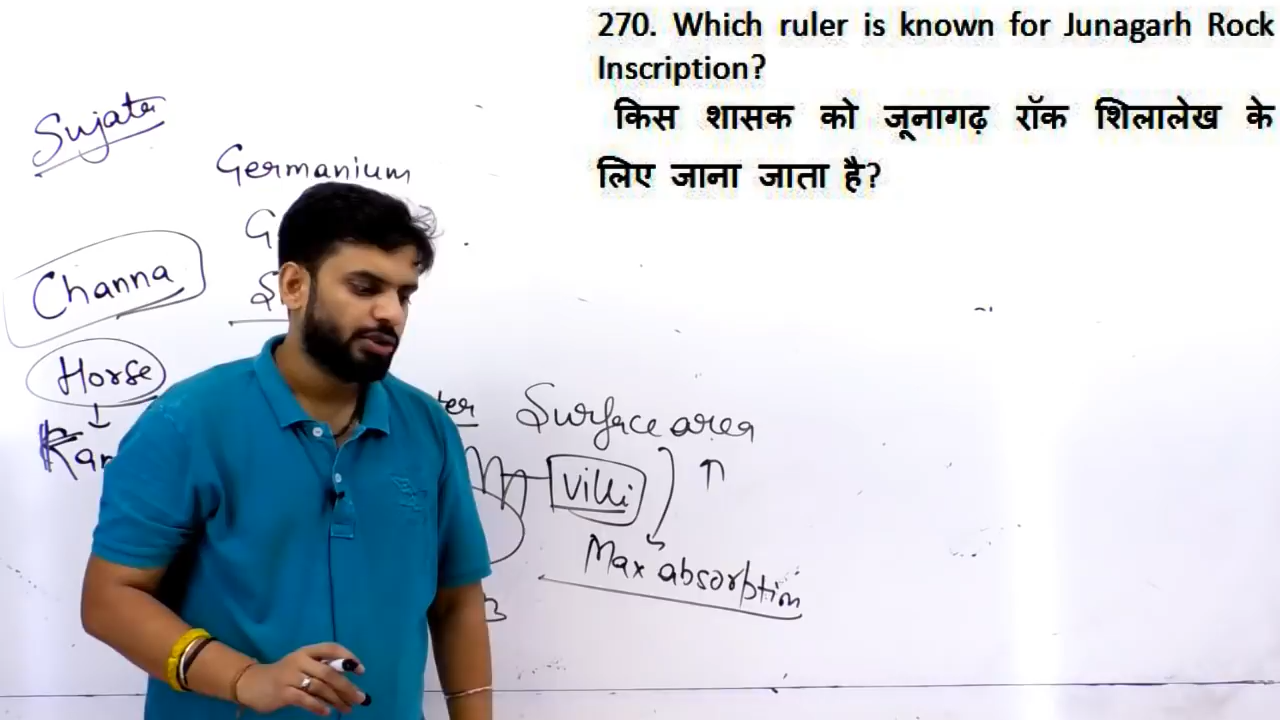 270. Which ruler is known for Junagarh Rock
Inscription?
किस शासक को जूनागढ़ रॉक शिलालेख के
लिए जाना जाता है?
Sujata
Germanium
Channa
Horse
Surface area
Villi
Max absorption